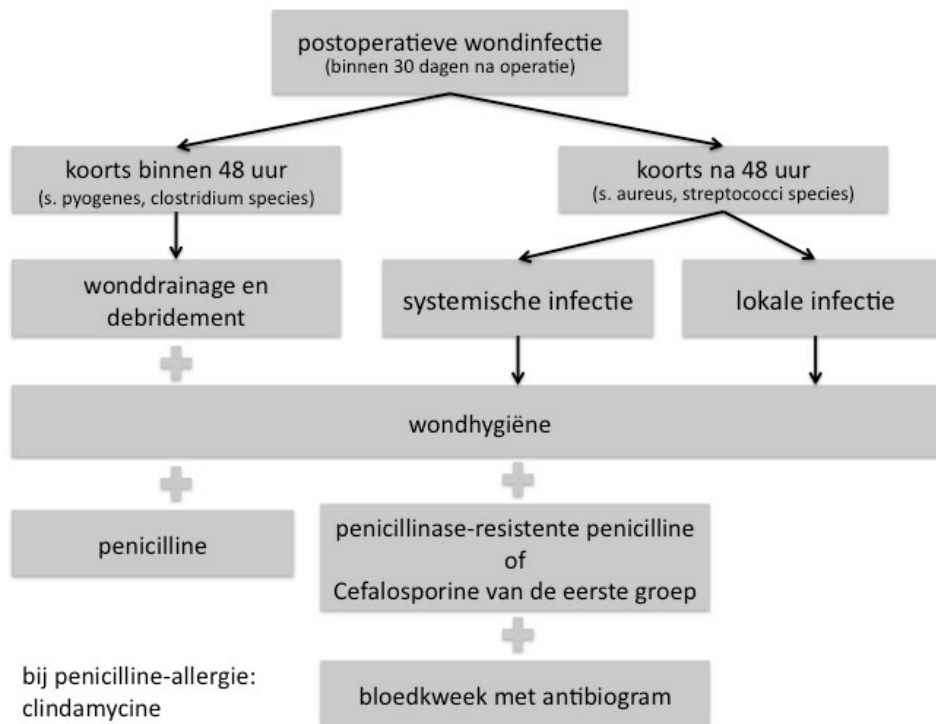 postoperatieve wondinfectie
(binnen 30 dagen na operatie)
koorts binnen 48 uur
(s. pyogenes, clostridium species)
koorts na 48 uur
(s. aureus, streptococci species)
wonddrainage en
debridement
systemische infectie
lokale infectie
wondhygiëne
penicilline
penicillinase-resistente penicilline
of
Cefalosporine van de eerste groep
bij penicilline-allergie:
clindamycine
bloedkweek met antibiogram